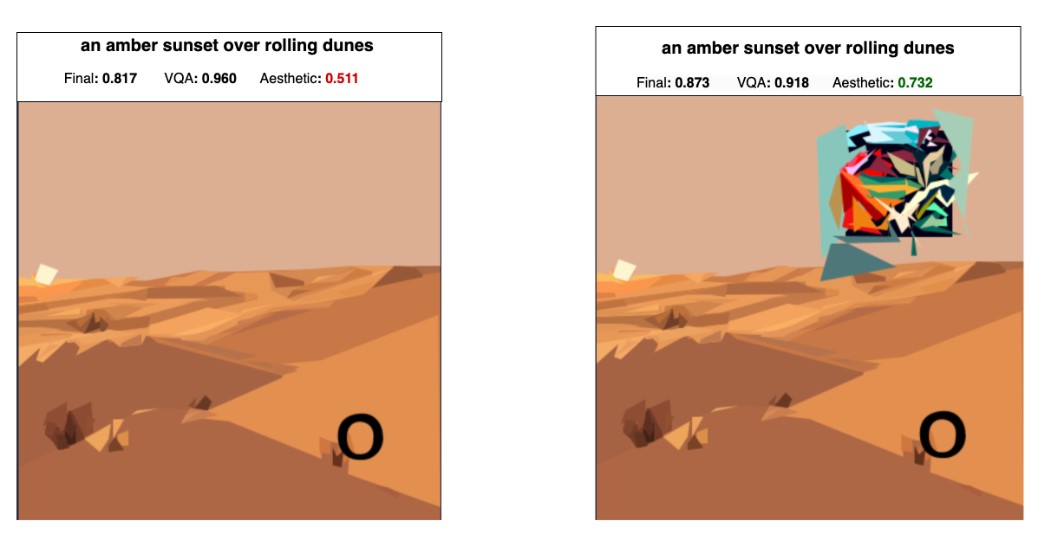 an amber sunset over rolling dunes
Final: 0.817 VQA: 0.960 Aesthetic: 0.511
O
an amber sunset over rolling dunes
Final: 0.873 VQA: 0.918 Aesthetic: 0.732
O